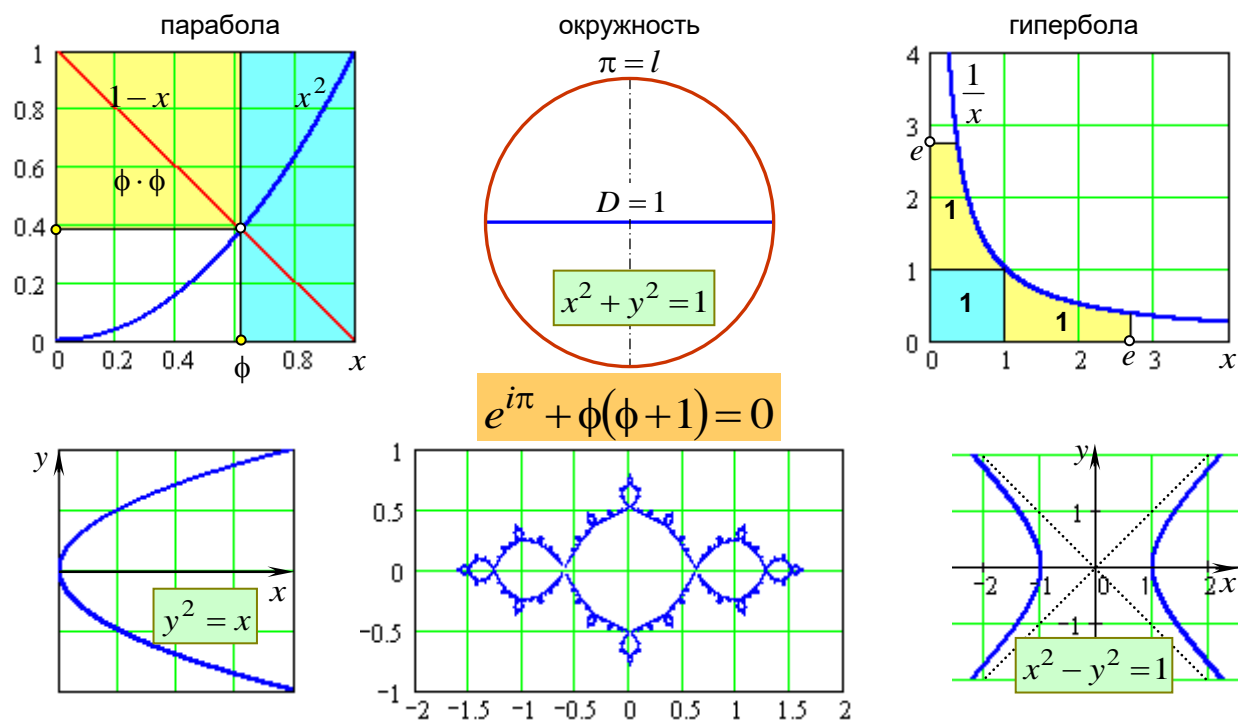 парабола
окружность
гипербола
1
0.8
0.6
0.4
0.2
0
1 − x
x²
ϕ · ϕ
0 0.2 0.4 ϕ 0.8 x
π = l
D = 1
x² + y² = 1
4
3
e
2
1
0
1/x
1
1
1
0 1 2 e 3 x
e^{iπ} + ϕ(ϕ + 1) = 0
y
x
y² = x
1
0.5
0
−0.5
−1
−2 −1.5 −1 −0.5 0 0.5 1 1.5 2
y
1
-2 -1 0 1 2 x
−1
x² − y² = 1